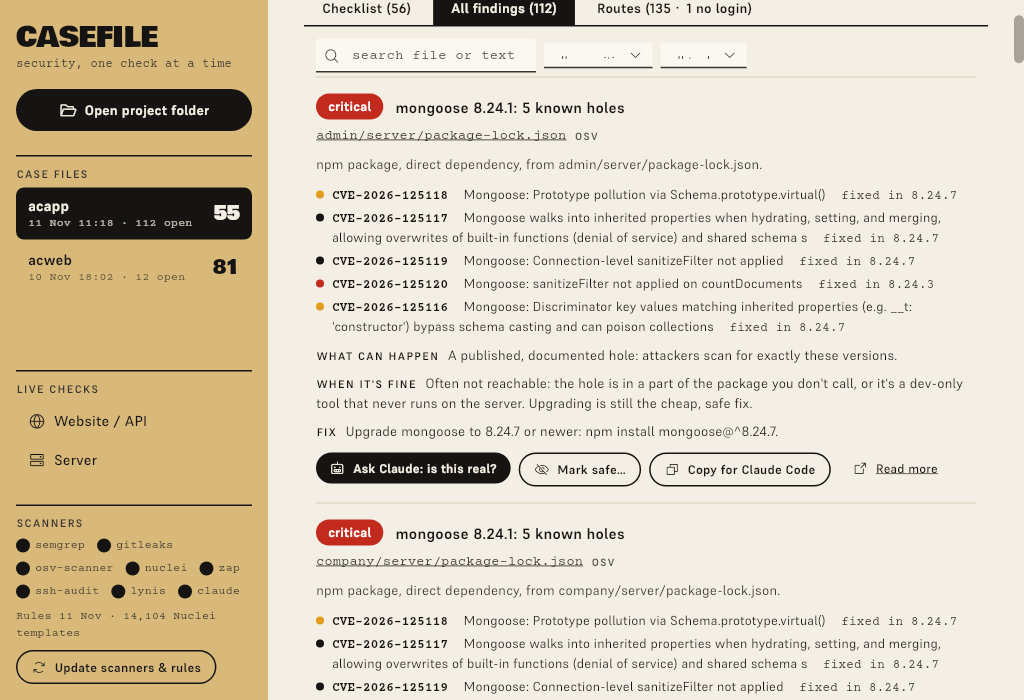 CASEFILE
security, one check at a time
Open project folder
CASE FILES
acapp
11 Nov 11:18 · 112 open
55
acweb
10 Nov 18:02 · 12 open
81
LIVE CHECKS
Website / API
Server
SCANNERS
semgrep gitleaks
osv-scanner nuclei zap
ssh-audit lynis claude
Rules 11 Nov · 14,104 Nuclei
templates
Update scanners & rules
Checklist (56) All findings (112) Routes (135 · 1 no login)
search file or text
critical mongoose 8.24.1: 5 known holes
admin/server/package-lock.json OSV
npm package, direct dependency, from admin/server/package-lock.json.
CVE-2026-125118 Mongoose: Prototype pollution via Schema.prototype.virtual() fixed in 8.24.7
CVE-2026-125117 Mongoose walks into inherited properties when hydrating, setting, and merging,
allowing overwrites of built-in functions (denial of service) and shared schema s fixed in 8.24.7
CVE-2026-125119 Mongoose: Connection-level sanitizeFilter not applied fixed in 8.24.7
CVE-2026-125120 Mongoose: sanitizeFilter not applied on countDocuments fixed in 8.24.3
CVE-2026-125116 Mongoose: Discriminator key values matching inherited properties (e.g. __t:
'constructor') bypass schema casting and can poison collections fixed in 8.24.7
WHAT CAN HAPPEN A published, documented hole: attackers scan for exactly these versions.
WHEN IT'S FINE Often not reachable: the hole is in a part of the package you don't call, or it's a dev-only
tool that never runs on the server. Upgrading is still the cheap, safe fix.
FIX Upgrade mongoose to 8.24.7 or newer: npm install mongoose@^8.24.7.
Ask Claude: is this real? Mark safe… Copy for Claude Code Read more
critical mongoose 8.24.1: 5 known holes
company/server/package-lock.json OSV
npm package, direct dependency, from company/server/package-lock.json.
CVE-2026-125118 Mongoose: Prototype pollution via Schema.prototype.virtual() fixed in 8.24.7
CVE-2026-125117 Mongoose walks into inherited properties when hydrating, setting, and merging,
allowing overwrites of built-in functions (denial of service) and shared schema s fixed in 8.24.7
CVE-2026-125119 Mongoose: Connection-level sanitizeFilter not applied fixed in 8.24.7